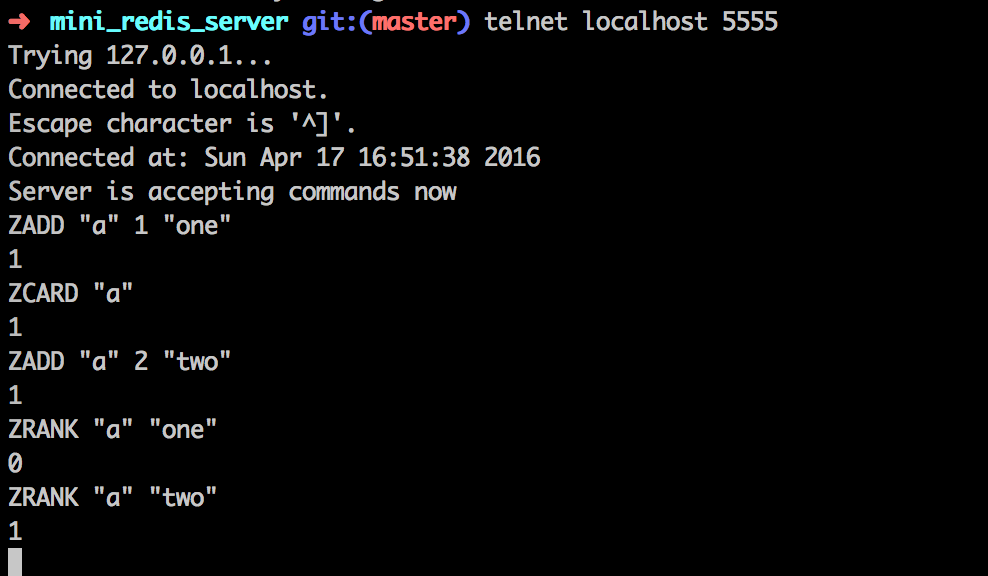 ➜ mini_redis_server git:(master) telnet localhost 5555
Trying 127.0.0.1...
Connected to localhost.
Escape character is '^]'.
Connected at: Sun Apr 17 16:51:38 2016
Server is accepting commands now
ZADD "a" 1 "one"
1
ZCARD "a"
1
ZADD "a" 2 "two"
1
ZRANK "a" "one"
0
ZRANK "a" "two"
1